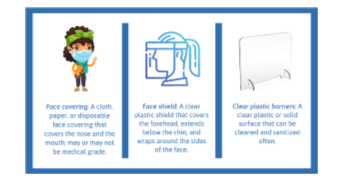 Face covering: A cloth,
paper, or disposable
face covering that
covers the nose and the
mouth; may or may not
be medical grade.
Face shield: A clear
plastic shield that covers
the forehead, extends
below the chin, and
wraps around the sides
of the face.
Clear plastic barriers: A
clear plastic or solid
surface that can be
cleaned and sanitized
often.